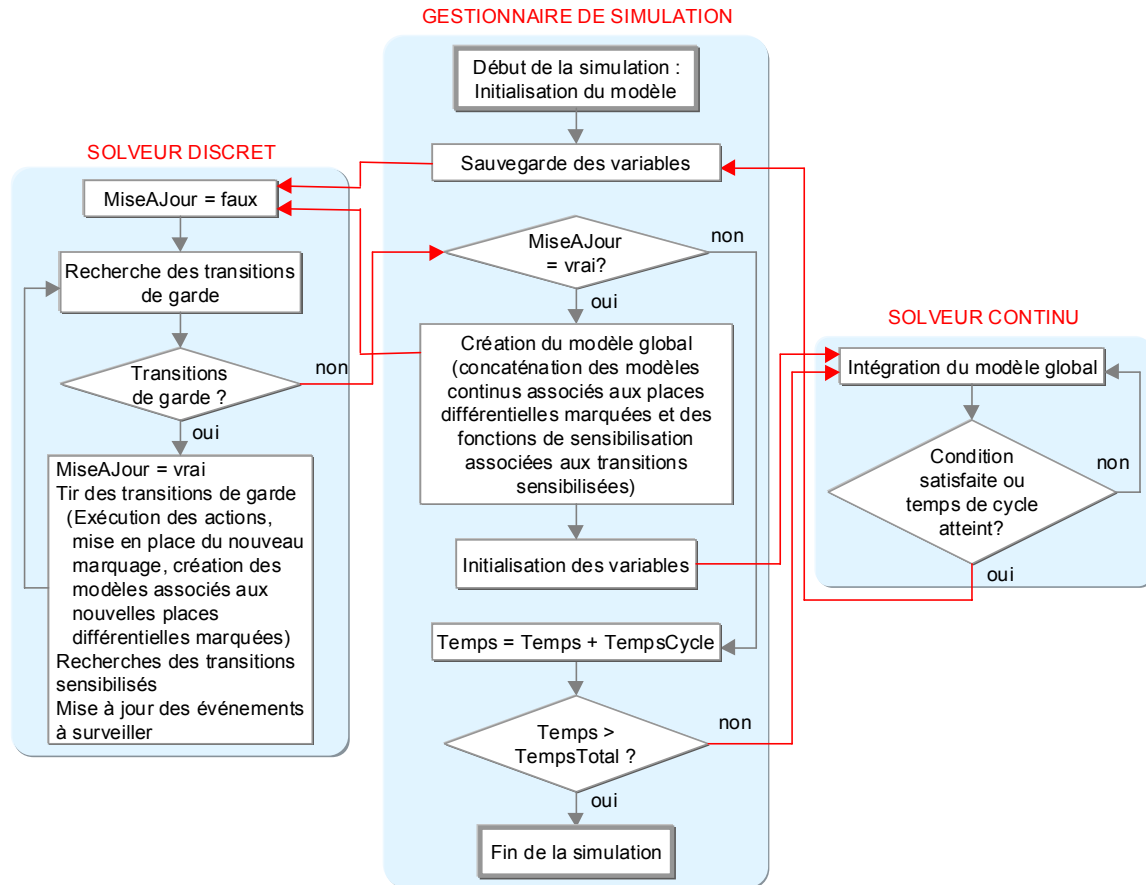 GESTIONNAIRE DE SIMULATION
Début de la simulation :
Initialisation du modèle
Sauvegarde des variables
SOLVEUR DISCRET
MiseAJour = faux
Recherche des transitions
de garde
Transitions
de garde ?
non
oui
MiseAJour = vrai
Tir des transitions de garde
(Exécution des actions,
mise en place du nouveau
marquage, création des
modèles associés aux
nouvelles places
différentielles marquées)
Recherches des transitions
sensibilisés
Mise à jour des événements
à surveiller
MiseAJour
= vrai?
non
oui
Création du modèle global
(concaténation des modèles
continus associés aux places
différentielles marquées et des
fonctions de sensibilisation
associées aux transitions
sensibilisées)
Initialisation des variables
Temps = Temps + TempsCycle
Temps >
TempsTotal ?
non
oui
Fin de la simulation
SOLVEUR CONTINU
Intégration du modèle global
Condition
satisfaite ou
temps de cycle
atteint?
non
oui